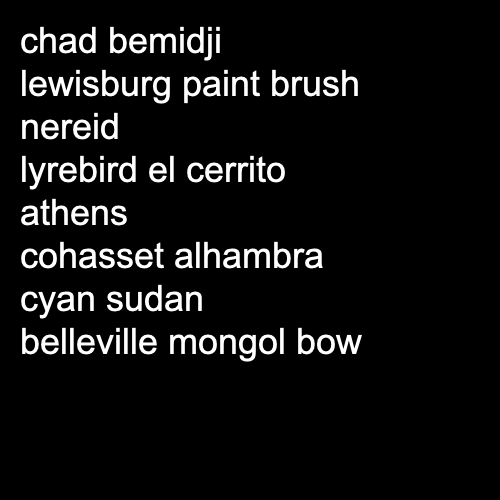 chad bemidji
lewisburg paint brush
nereid
lyrebird el cerrito
athens
cohasset alhambra
cyan sudan
belleville mongol bow